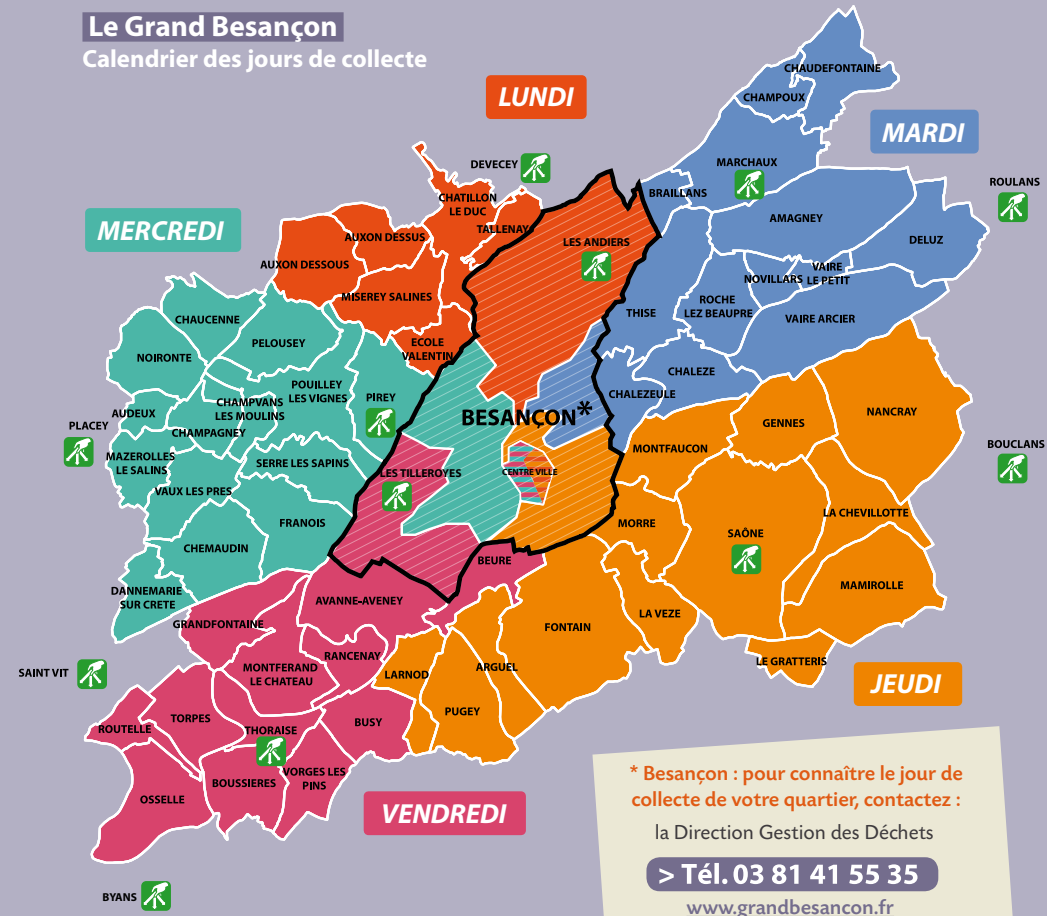 Le Grand Besançon
Calendrier des jours de collecte
LUNDI
MARDI
MERCREDI
JEUDI
VENDREDI
CHAUDEFONTAINE
CHAMPOUX
MARCHAUX
BRAILLANS
ROULANS
AMAGNEY
DELUZ
NOVILLARS
VAIRE
LE PETIT
ROCHE
LEZ BEAUPRE
VAIRE ARCIER
THISE
CHALEZE
CHALEZEULE
DEVECEY
CHATILLON
LE DUC
TALLENAY
LES ANDIERS
AUXON DESSUS
AUXON DESSOUS
MISEREY SALINES
ECOLE
VALENTIN
CHAUCENNE
PELOUSEY
NOIRONTE
POUILLEY
LES VIGNES
PIREY
CHAMPVANS
LES MOULINS
AUDEUX
PLACEY
CHAMPAGNEY
MAZEROLLES
LE SALINS
SERRE LES SAPINS
VAUX LES PRES
FRANOIS
CHEMAUDIN
DANNEMARIE
SUR CRETE
BESANÇON*
CENTRE VILLE
LES TILLEROYES
MONTFAUCON
GENNES
NANCRAY
BOUCLANS
MORRE
SAÔNE
LA CHEVILLOTTE
MAMIROLLE
LA VEZE
LE GRATTERIS
FONTAIN
ARGUEL
LARNOD
PUGEY
BEURE
AVANNE-AVENEY
GRANDFONTAINE
RANCENAY
MONTFERAND
LE CHATEAU
SAINT VIT
TORPES
ROUTELLE
THORAISE
BUSY
BOUSSIERES
VORGES LES
PINS
OSSELLE
BYANS
* Besançon : pour connaître le jour de
collecte de votre quartier, contactez :
la Direction Gestion des Déchets
> Tél. 03 81 41 55 35
www.grandbesancon.fr